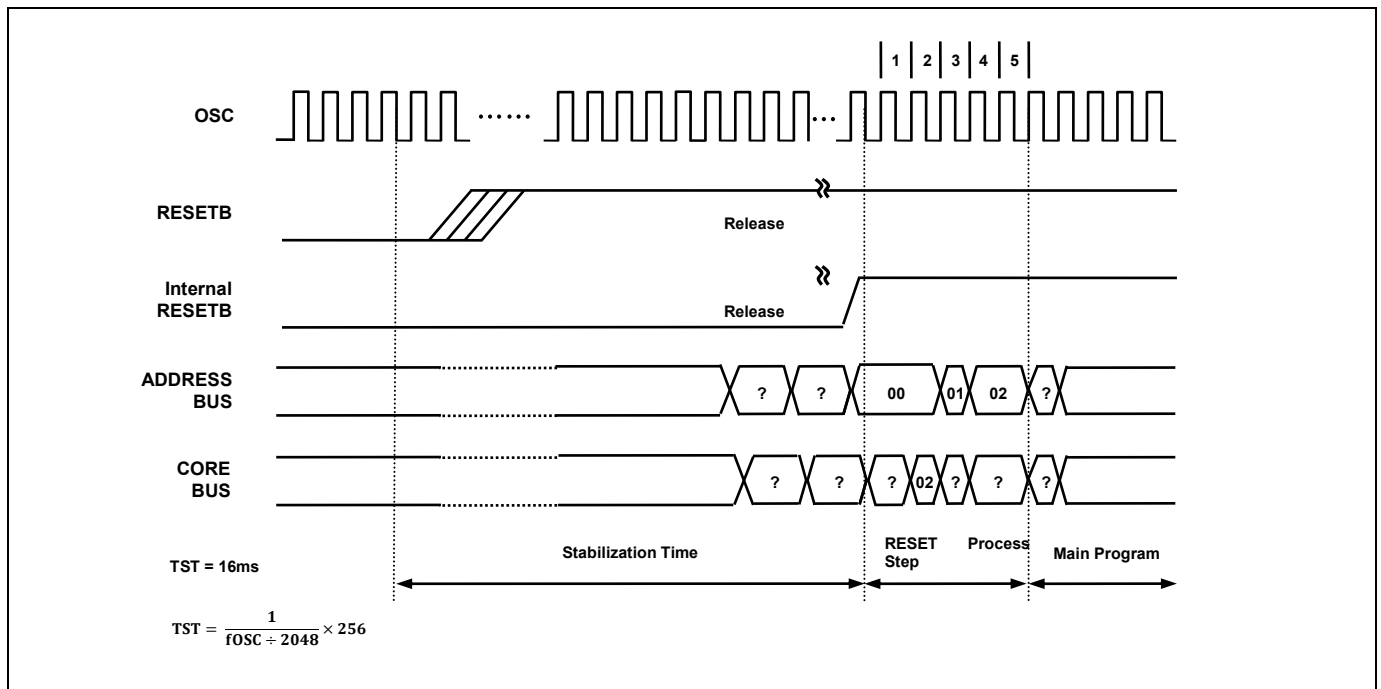 1 2 3 4 5
OSC
...... ...
RESETB
Release
Internal
RESETB
Release
ADDRESS
BUS
? ? 00 01 02 ?
CORE
BUS
? ? ? 02 ? ? ?
Stabilization Time
RESET Process
Step
Main Program
TST = 16ms
TST = 1 / fOSC ÷ 2048 × 256